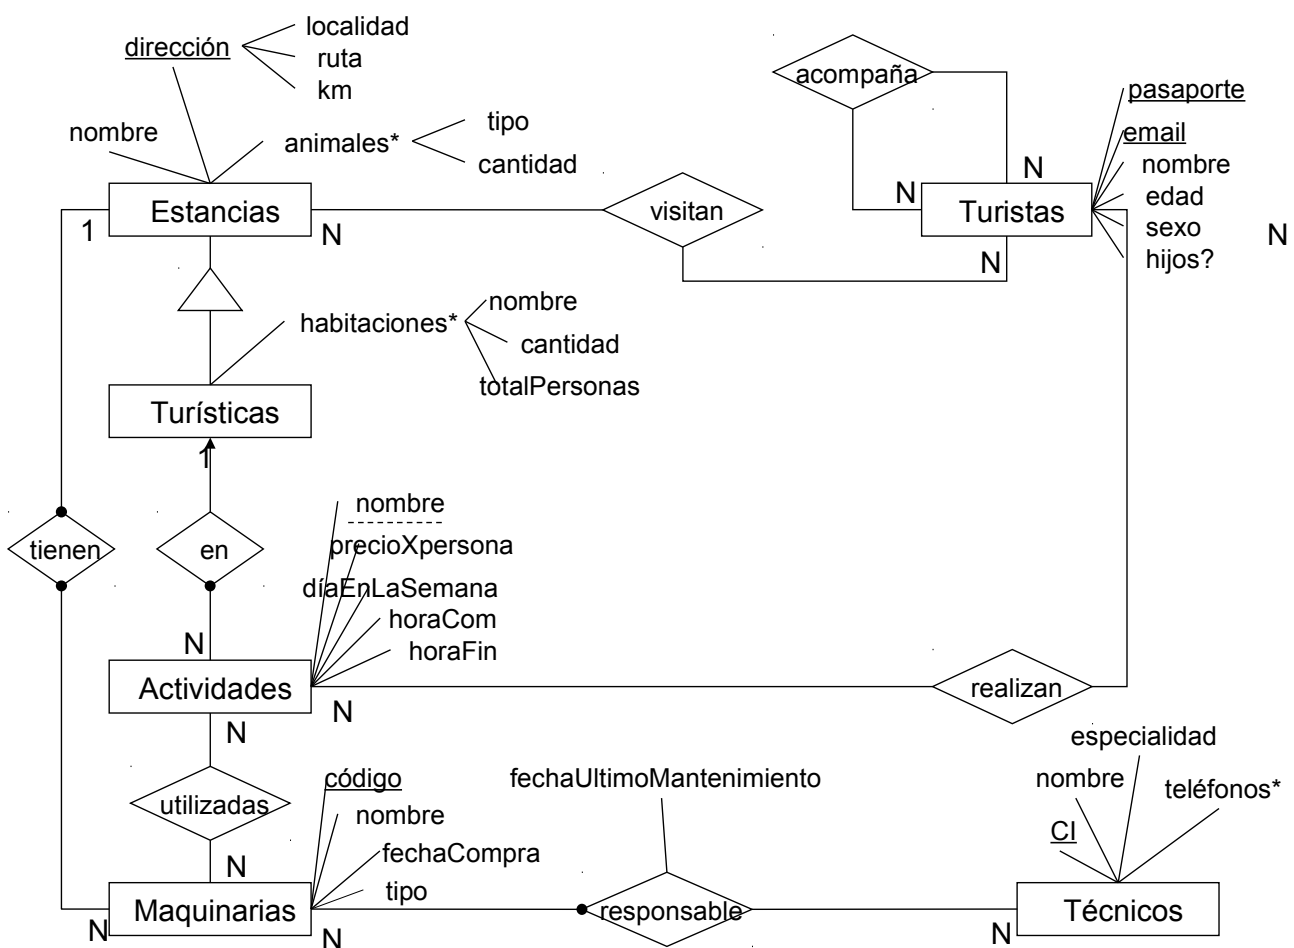 localidad
dirección
ruta
km
acompaña
pasaporte
nombre
animales*
tipo
cantidad
email
nombre
edad
sexo
hijos?
N
N
N
Estancias
1
N
visitan
Turistas
N
nombre
habitaciones*
cantidad
totalPersonas
Turísticas
1
nombre
precioXpersona
tienen
en
díaEnLaSemana
horaCom
horaFin
N
Actividades
N
N
realizan
especialidad
código
fechaUltimoMantenimiento
nombre
teléfonos*
utilizadas
nombre
CI
fechaCompra
N
tipo
Maquinarias
responsable
Técnicos
N
N
N